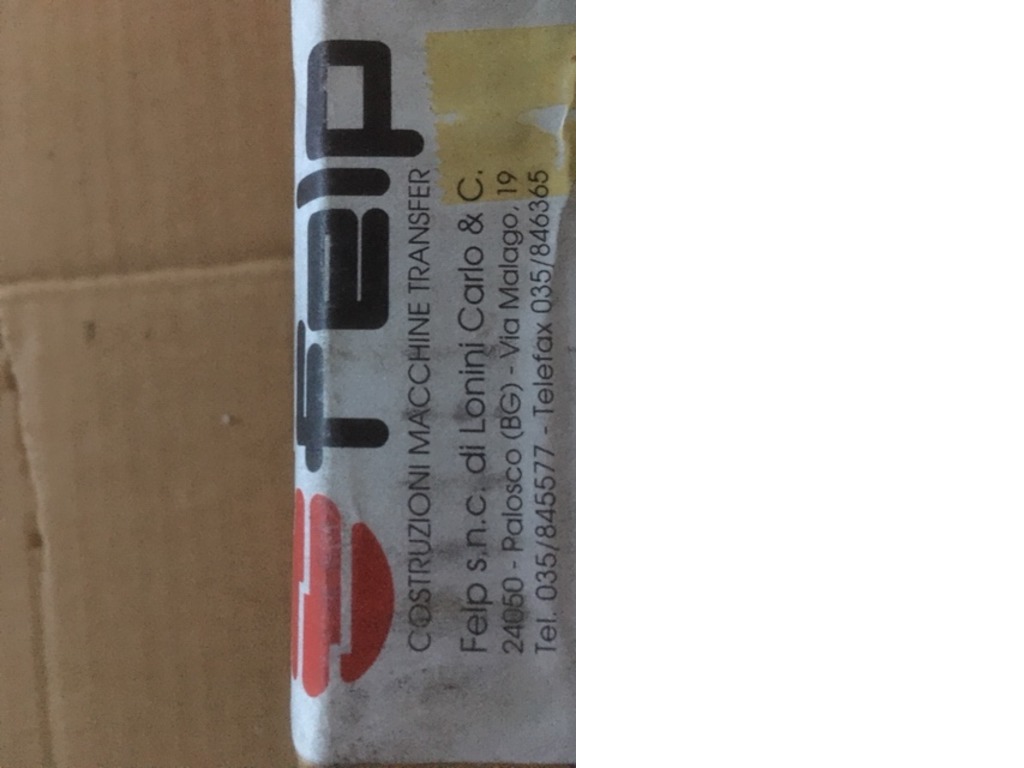 felp
COSTRUZIONI MACCHINE TRANSFER
Felp s.n.c. di Lonini Carlo & C.
24050 - Palosco (BG) - Via Malago, 19
Tel. 035/845577 - Telefax 035/846365